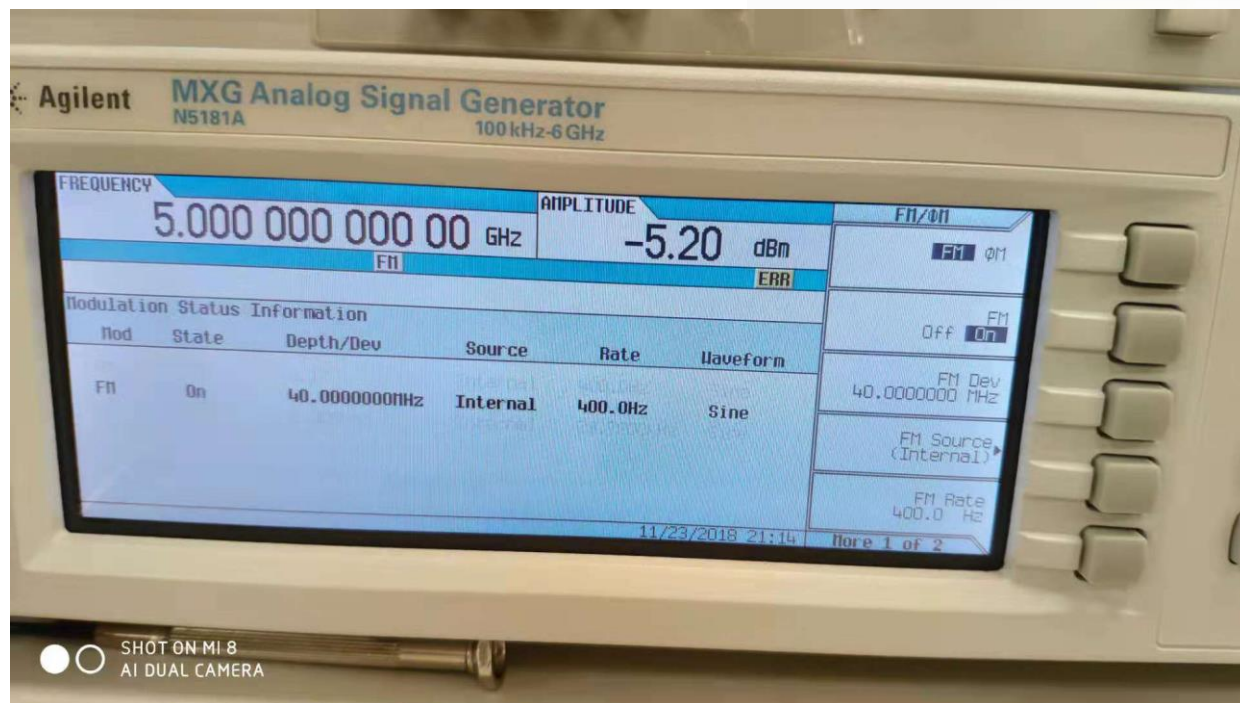 Agilent MXG Analog Signal Generator
N5181A 100 kHz-6 GHz
FREQUENCY
5.000 000 000 00 GHz
AMPLITUDE
-5.20 dBm
FM
ERR
Modulation Status Information
Mod State Depth/Dev Source Rate Waveform
FM On 40.0000000MHz Internal 400.0Hz Sine
11/23/2018 21:14
FM/ΦM
FM ΦM
FM
Off On
FM Dev
40.0000000 MHz
FM Source
(Internal)
FM Rate
400.0 Hz
More 1 of 2
SHOT ON MI 8
AI DUAL CAMERA